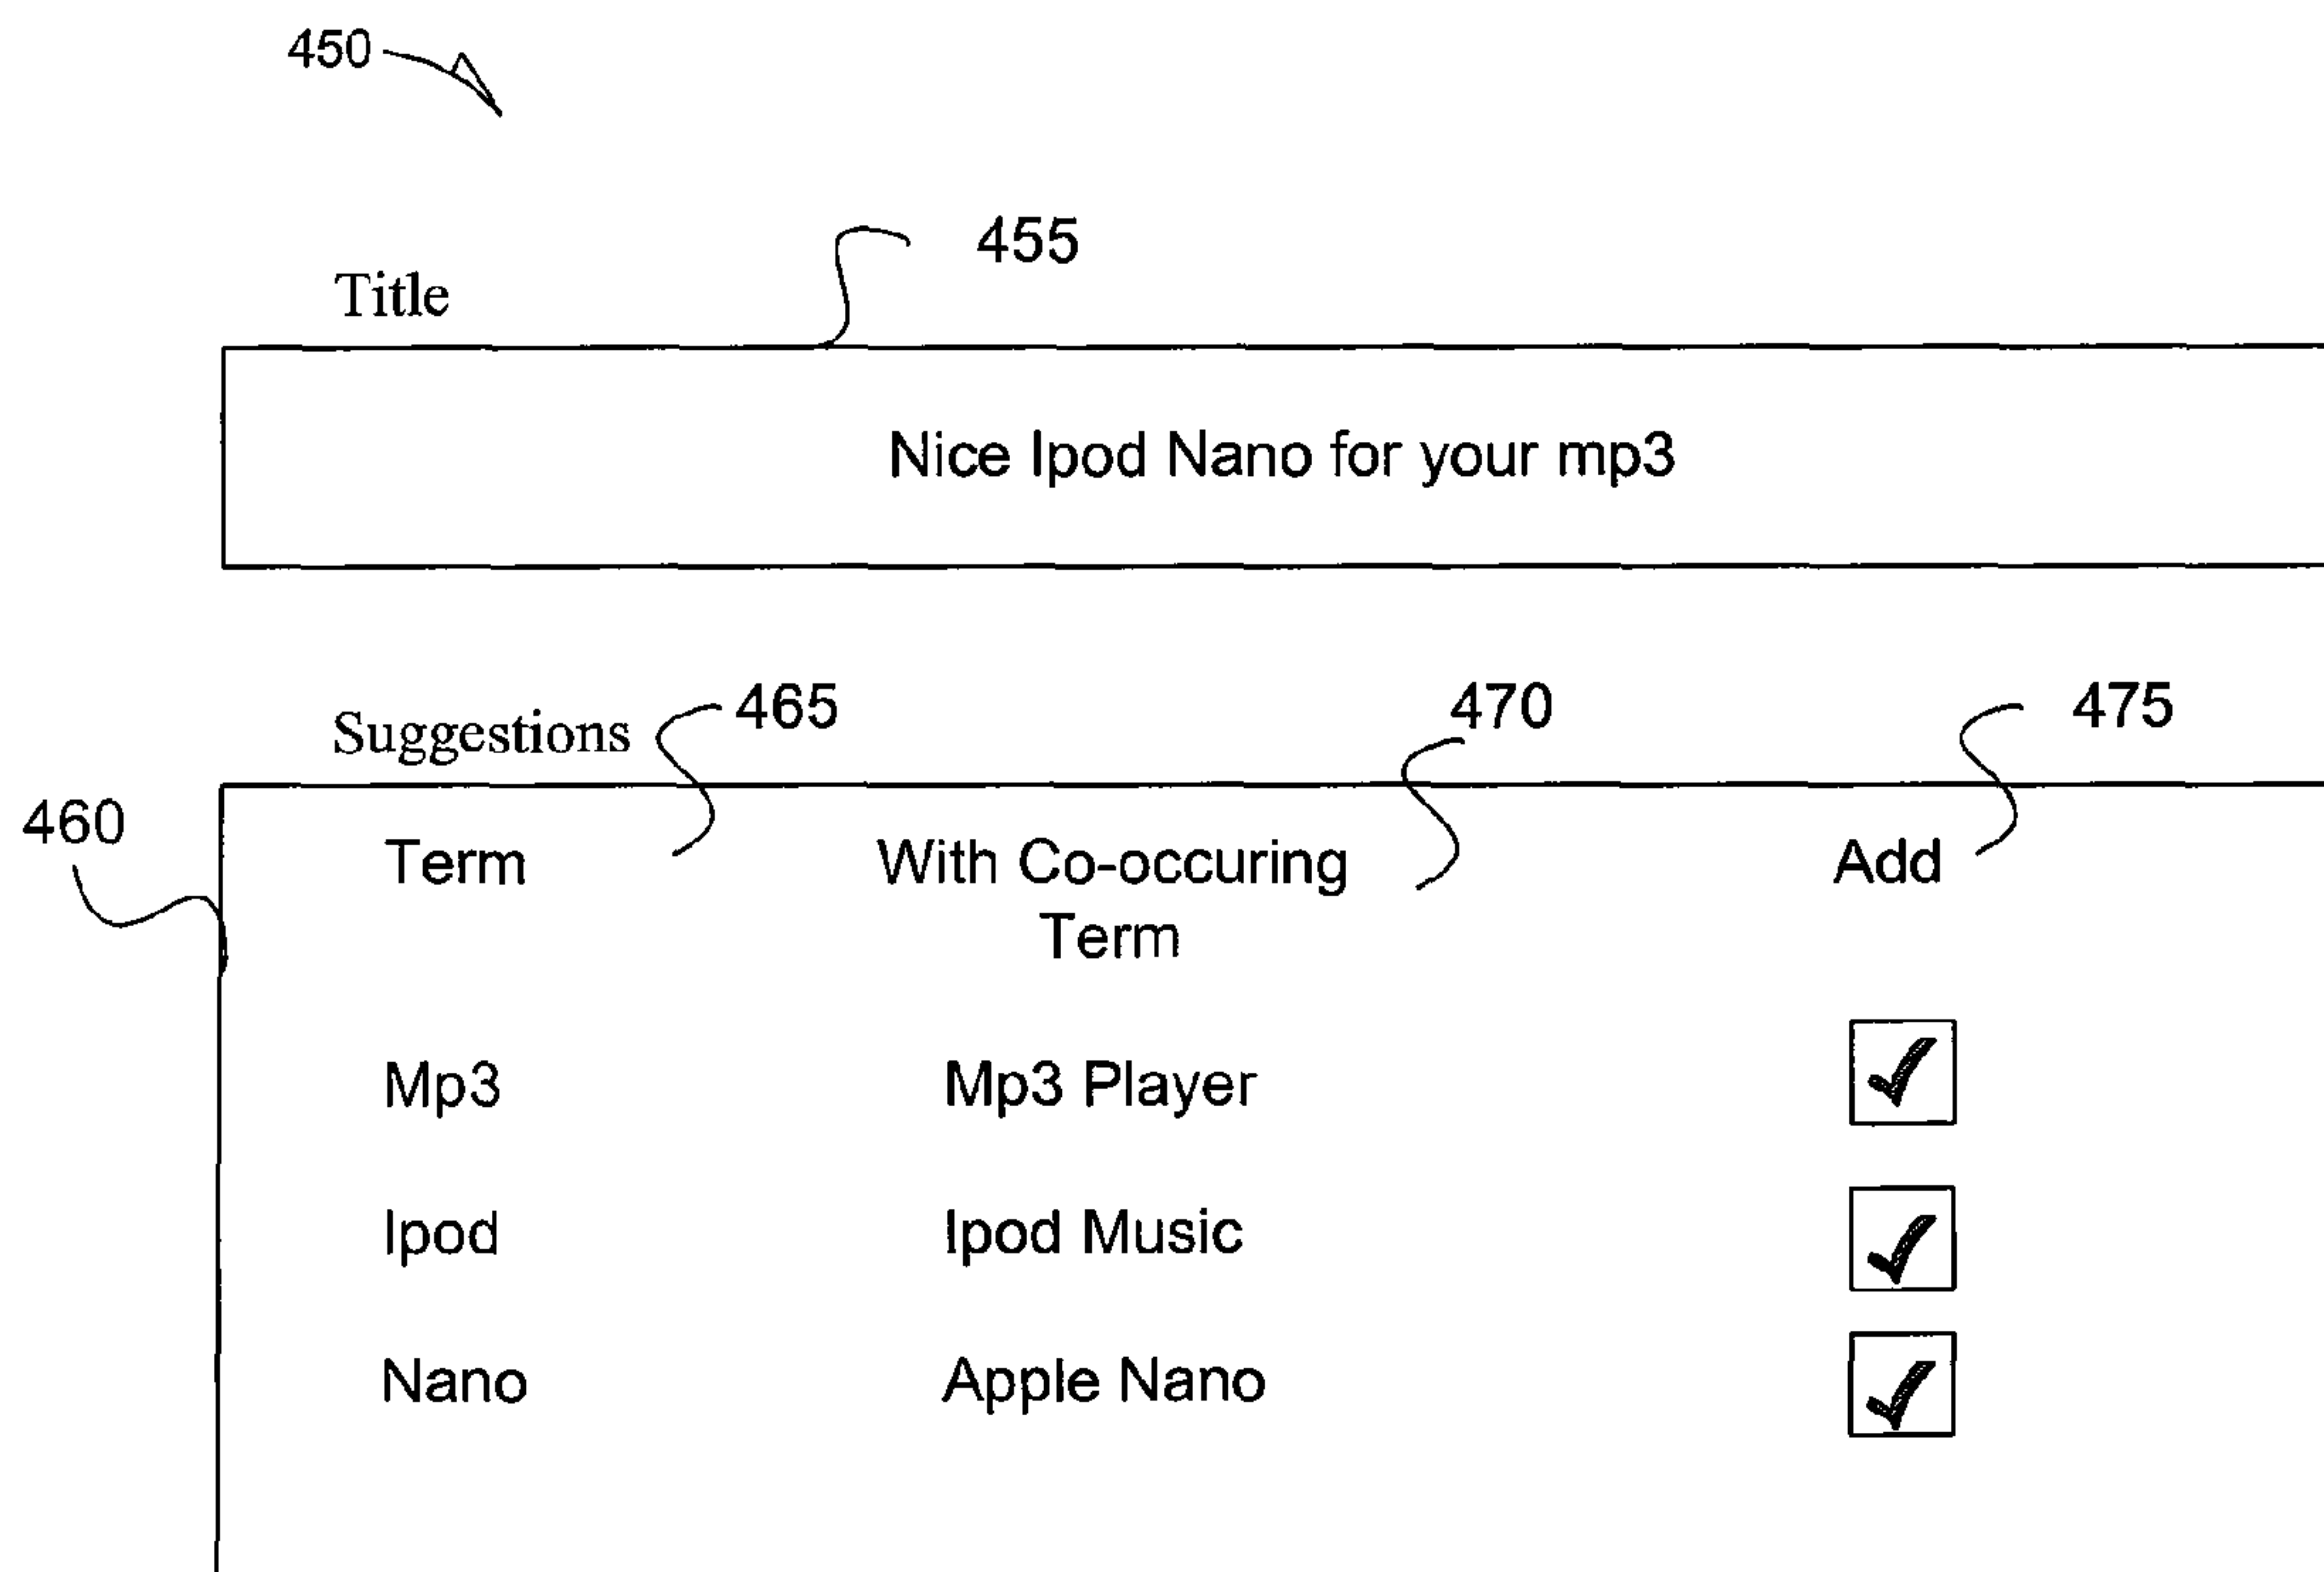 450
455
Title
Nice Ipod Nano for your mp3
465
470
475
Suggestions
460
Term
With Co-occuring
Term
Add
Mp3
Mp3 Player
Ipod
Ipod Music
Nano
Apple Nano